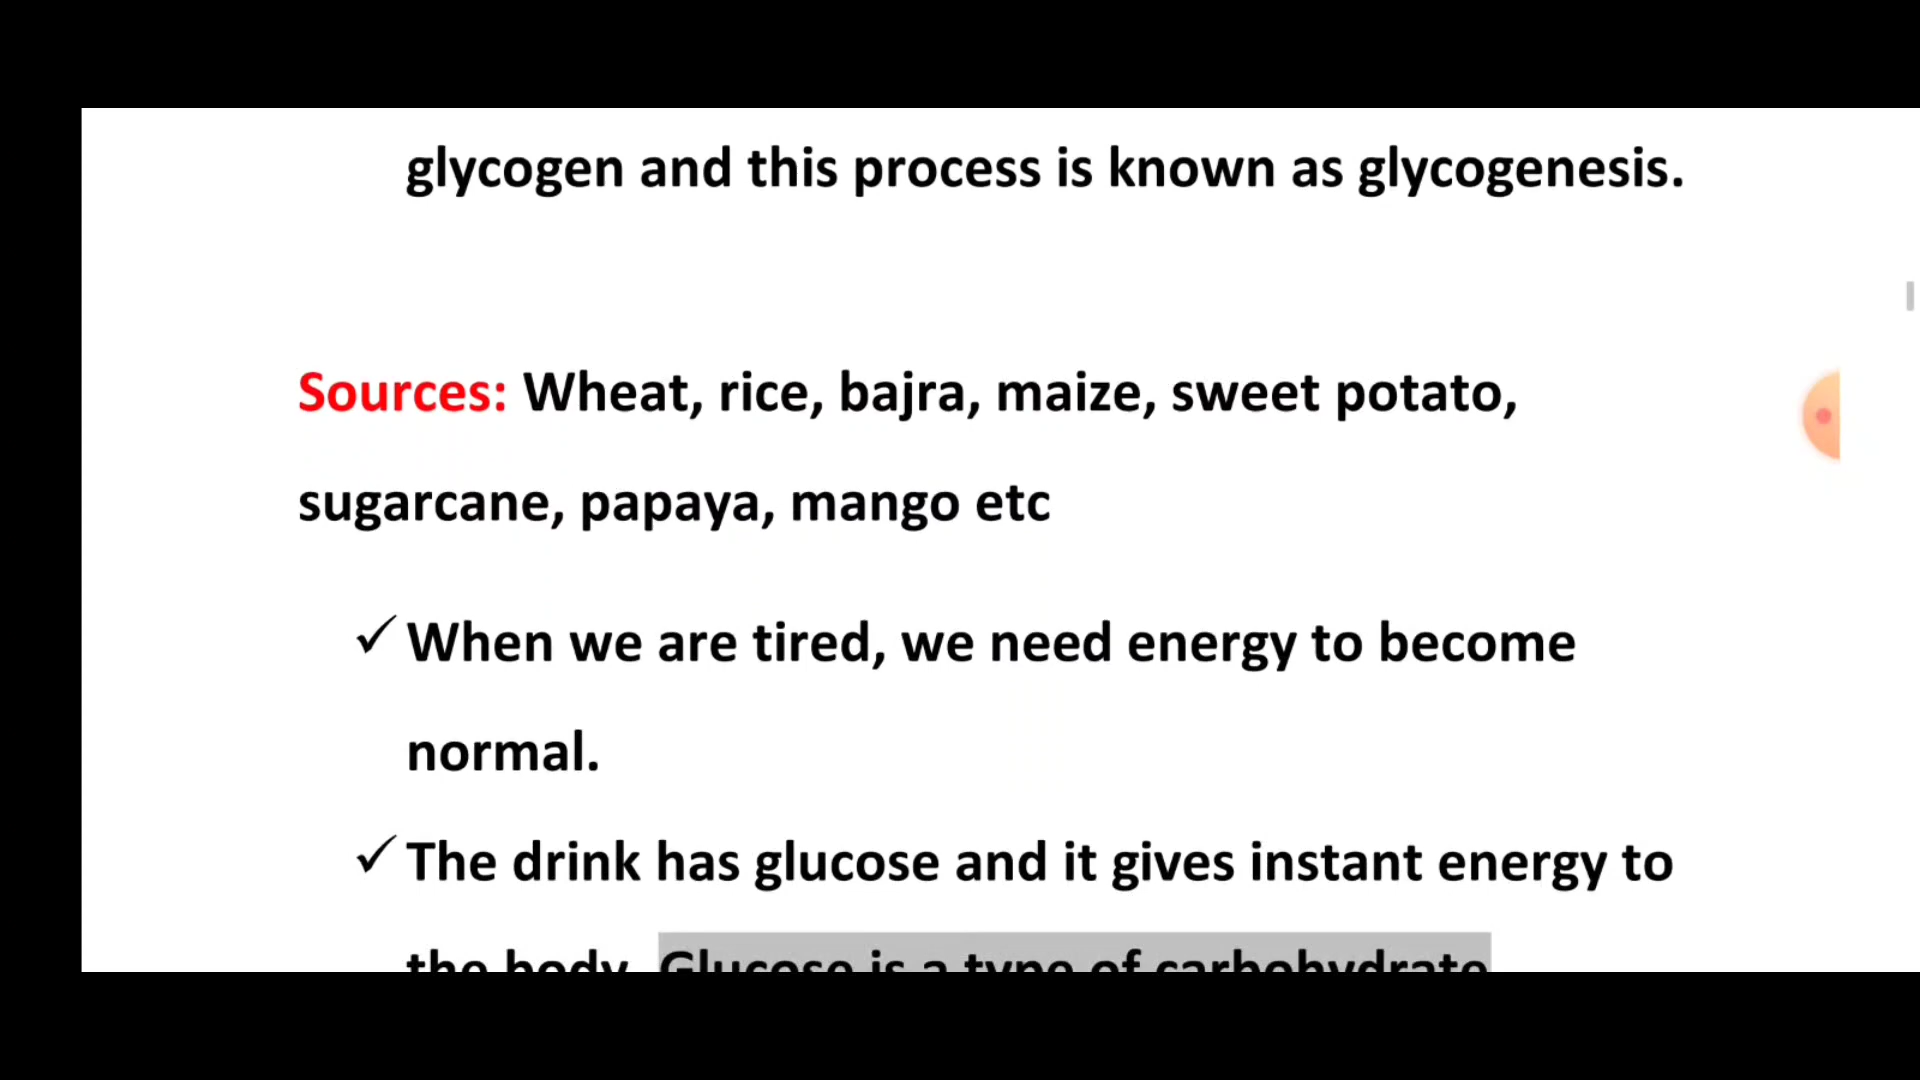 glycogen and this process is known as glycogenesis.
Sources: Wheat, rice, bajra, maize, sweet potato,
sugarcane, papaya, mango etc
✓ When we are tired, we need energy to become
normal.
✓ The drink has glucose and it gives instant energy to
the body. Glucose is a type of carbohydrate